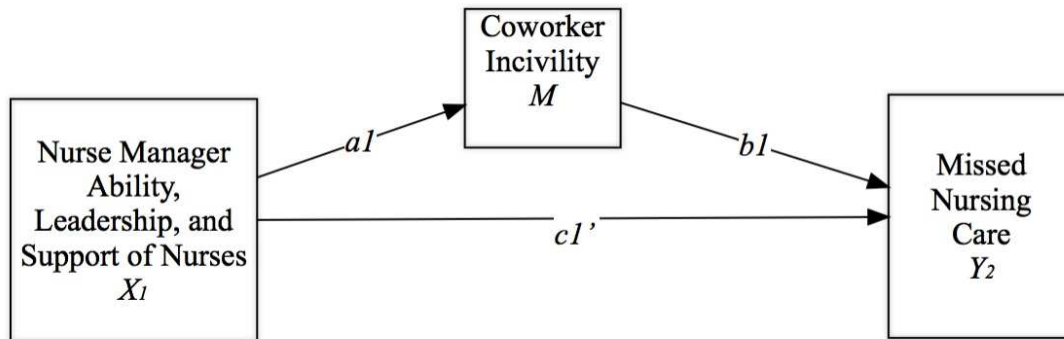 Coworker
Incivility
M
a1
b1
Nurse Manager
Ability,
Leadership, and
Support of Nurses
X1
c1’
Missed
Nursing
Care
Y2